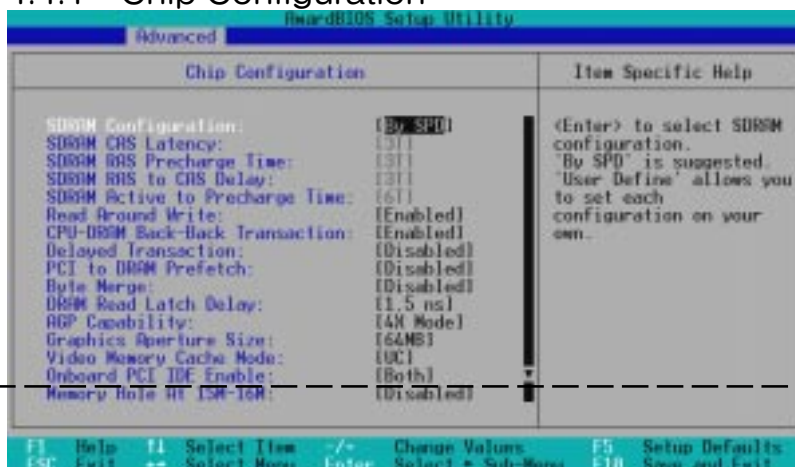 4.4.1 Chip Configuration
AwardBIOS Setup Utility
Advanced
Chip Configuration
Item Specific Help
SDRAM Configuration: [By SPD]
SDRAM CAS Latency: [3T]
SDRAM RAS Precharge Time: [3T]
SDRAM RAS to CAS Delay: [3T]
SDRAM Active to Precharge Time: [6T]
Read Around Write: [Enabled]
CPU-DRAM Back-Back Transaction: [Enabled]
Delayed Transaction: [Disabled]
PCI to DRAM Prefetch: [Disabled]
Byte Merge: [Disabled]
DRAM Read Latch Delay: [1.5 ns]
AGP Capability: [4X Mode]
Graphics Aperture Size: [64MB]
Video Memory Cache Mode: [UC]
Onboard PCI IDE Enable: [Both]
Memory Hole At 15M-16M: [Disabled]
<Enter> to select SDRAM
configuration.
'By SPD' is suggested.
'User Define' allows you
to set each
configuration on your
own.
F1 Help ↑↓ Select Item -/+ Change Values F5 Setup Defaults
ESC Exit ↔ Select Menu Enter Select ▸ Sub-Menu F10 Save and Exit